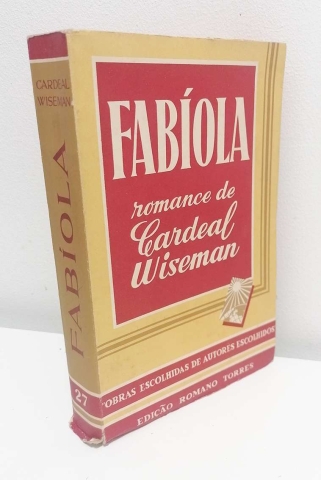 CARDEAL
WISEMAN
FABÍOLA
27
FABÍOLA
romance de
Cardeal
Wiseman
OBRAS ESCOLHIDAS DE AUTORES ESCOLHIDOS
EDIÇÃO ROMANO TORRES